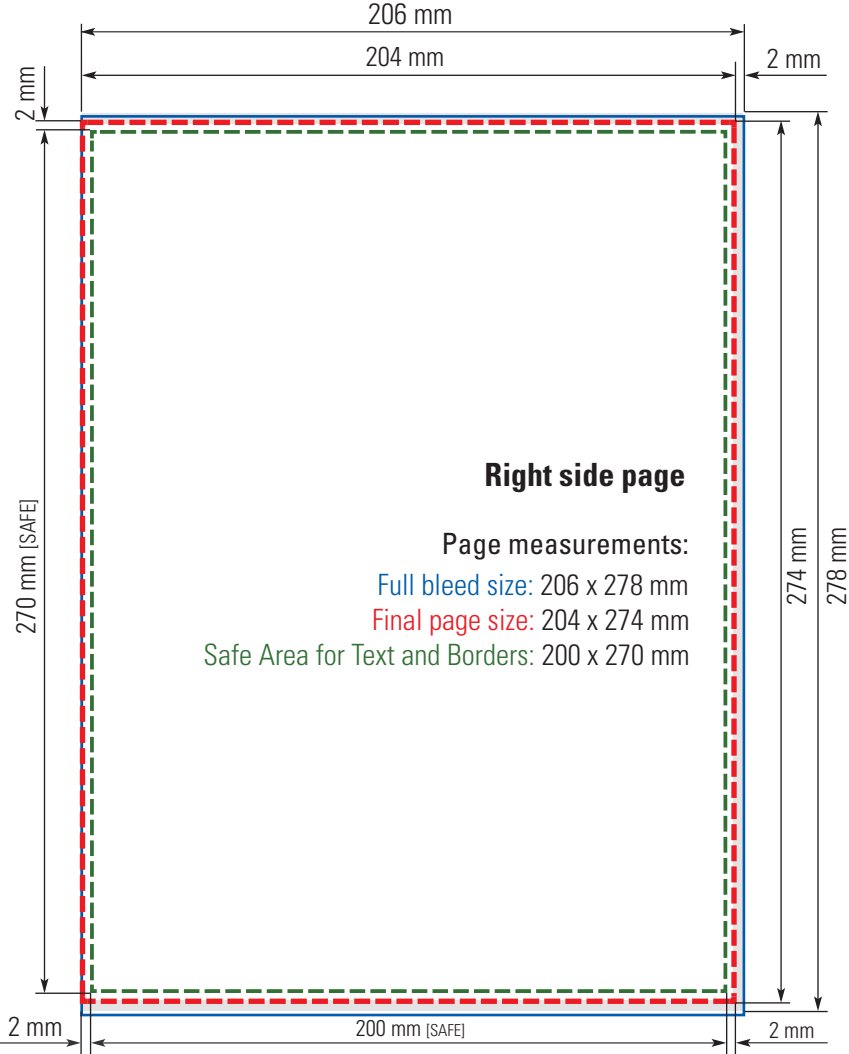 206 mm
204 mm
2 mm
2 mm
270 mm [SAFE]
Right side page
Page measurements:
Full bleed size: 206 x 278 mm
Final page size: 204 x 274 mm
Safe Area for Text and Borders: 200 x 270 mm
274 mm
278 mm
2 mm
200 mm [SAFE]
2 mm